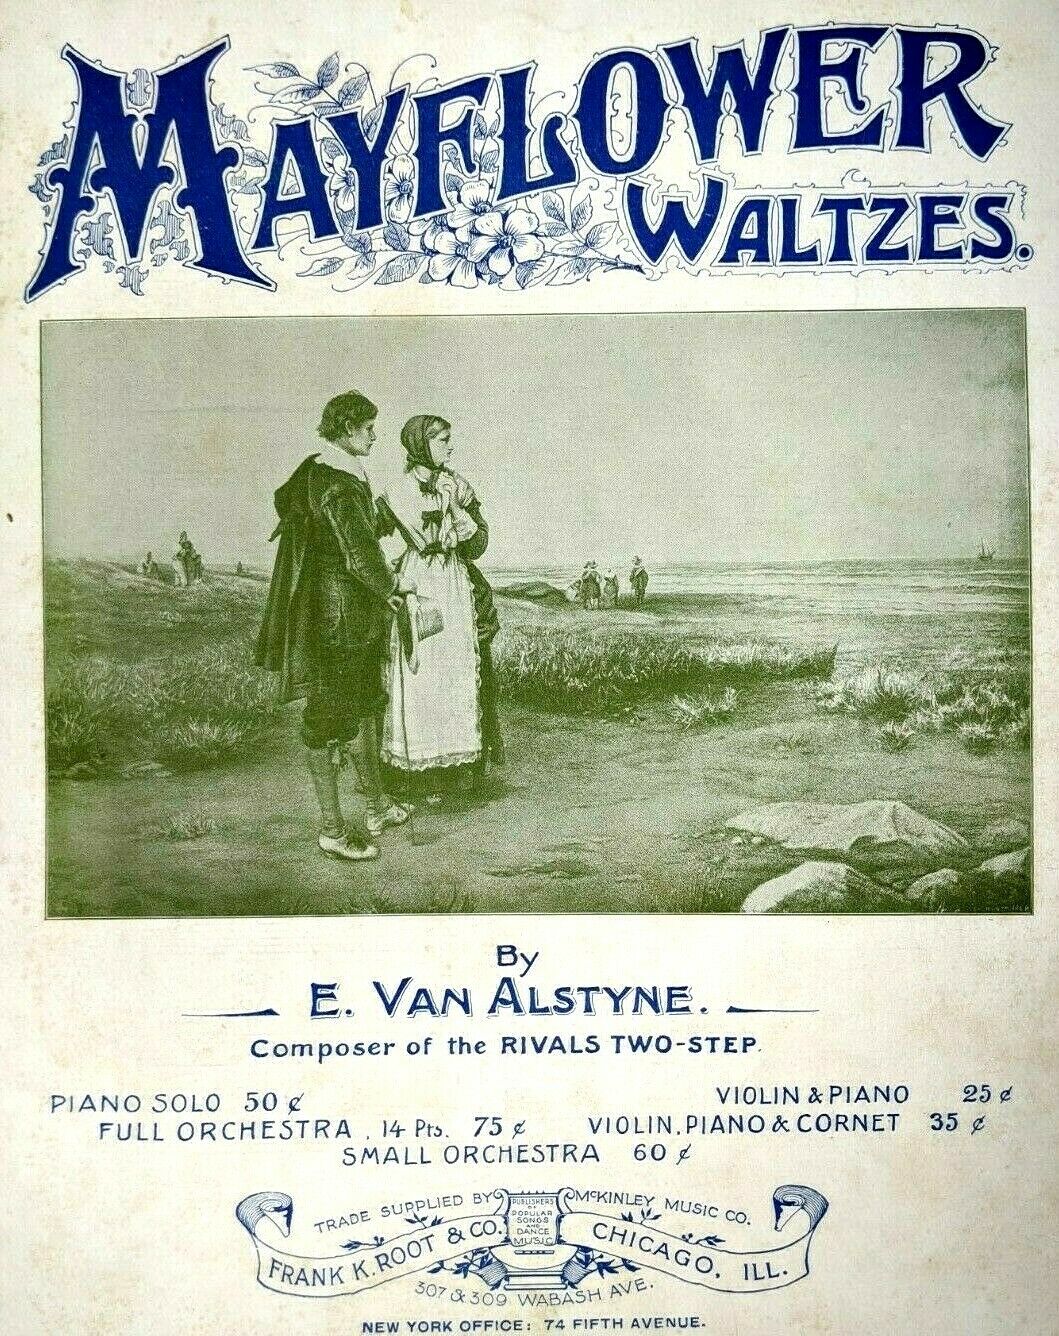 MAYFLOWER
WALTZES.
By
E. VAN ALSTYNE.
Composer of the RIVALS TWO-STEP.
PIANO SOLO 50 ¢ VIOLIN & PIANO 25 ¢
FULL ORCHESTRA, 14 Pts. 75 ¢ VIOLIN, PIANO & CORNET 35 ¢
SMALL ORCHESTRA 60 ¢
TRADE SUPPLIED BY McKINLEY MUSIC CO.
PUBLISHERS
OF
POPULAR
SONGS
AND
DANCE
MUSIC
FRANK K. ROOT & CO. CHICAGO, ILL.
307 & 309 WABASH AVE.
NEW YORK OFFICE: 74 FIFTH AVENUE.